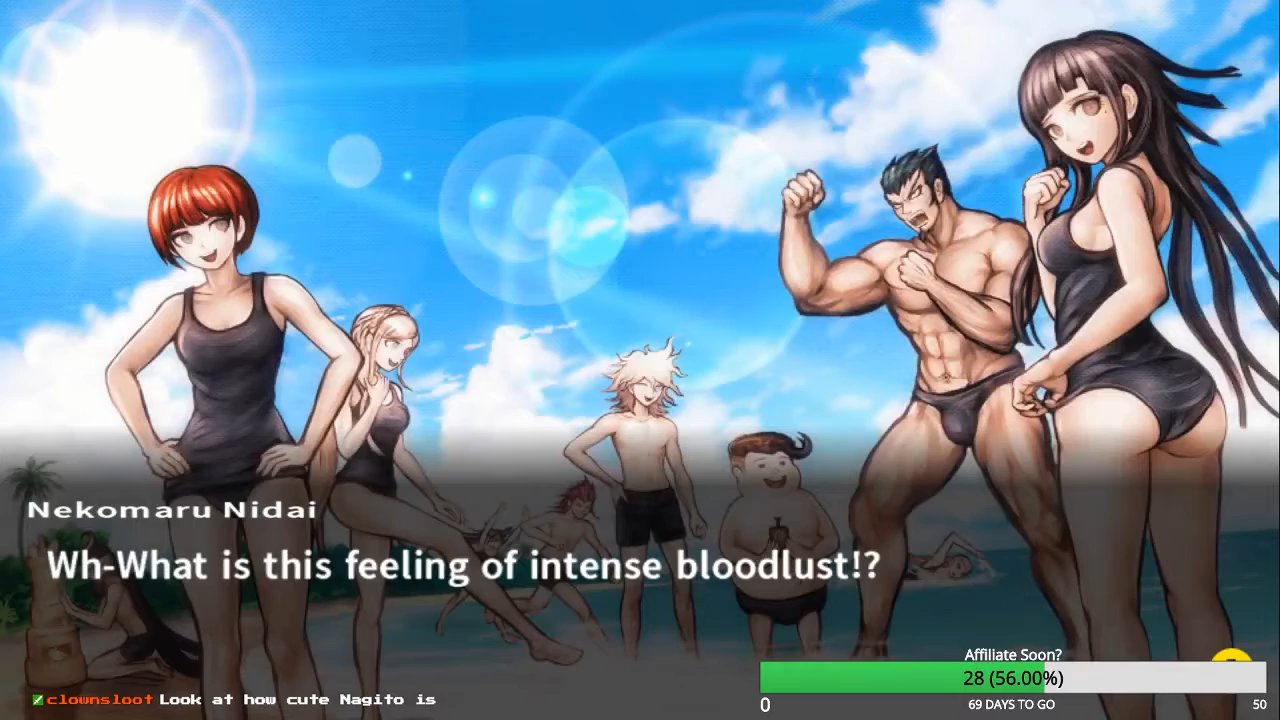 Nekomaru Nidai
Wh-What is this feeling of intense bloodlust!?
Affiliate Soon?
28 (56.00%)
0
69 DAYS TO GO
50
clownsloot Look at how cute Nagito is